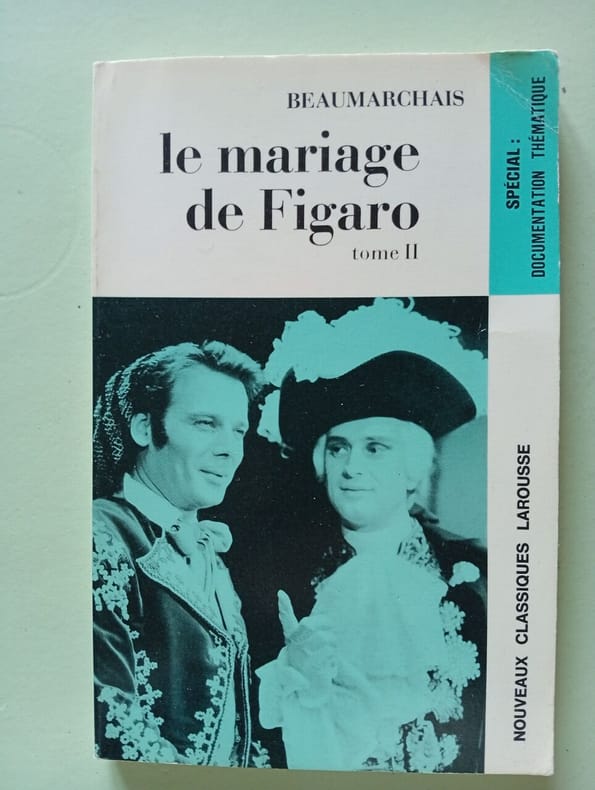 BEAUMARCHAIS
le mariage
de Figaro
tome II
SPÉCIAL :
DOCUMENTATION THÉMATIQUE
NOUVEAUX CLASSIQUES LAROUSSE